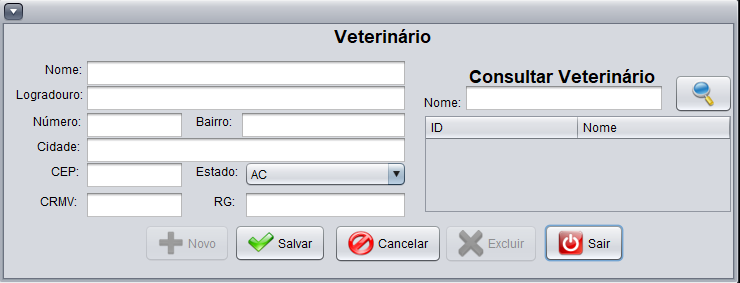 Veterinário
Nome:
Logradouro:
Número: Bairro:
Cidade:
CEP: Estado: AC
CRMV: RG:
Consultar Veterinário
Nome:
ID Nome
Novo Salvar Cancelar Excluir Sair